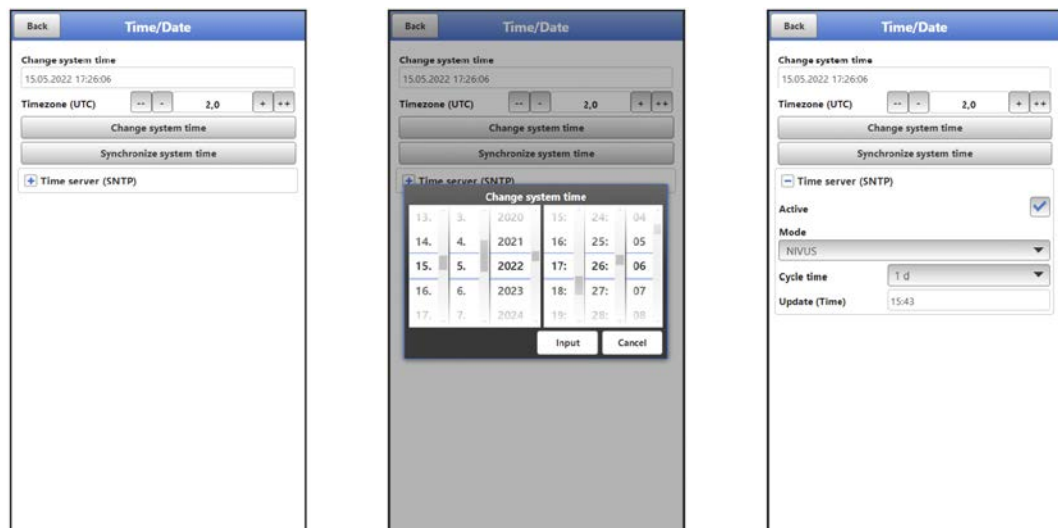 Back Time/Date
Change system time
15.05.2022 17:26:06
Timezone (UTC) -- - 2,0 + ++
Change system time
Synchronize system time
+ Time server (SNTP)
Back Time/Date
Change system time
15.05.2022 17:26:06
Timezone (UTC) -- - 2,0 + ++
Change system time
Synchronize system time
+ Time server (SNTP)
Change system time
13. 3. 2020 15: 24: 04
14. 4. 2021 16: 25: 05
15. 5. 2022 17: 26: 06
16. 6. 2023 18: 27: 07
17. 7. 2024 19: 28: 08
Input Cancel
Back Time/Date
Change system time
15.05.2022 17:26:06
Timezone (UTC) -- - 2,0 + ++
Change system time
Synchronize system time
- Time server (SNTP)
Active
Mode
NIVUS
Cycle time 1 d
Update (Time) 15:43